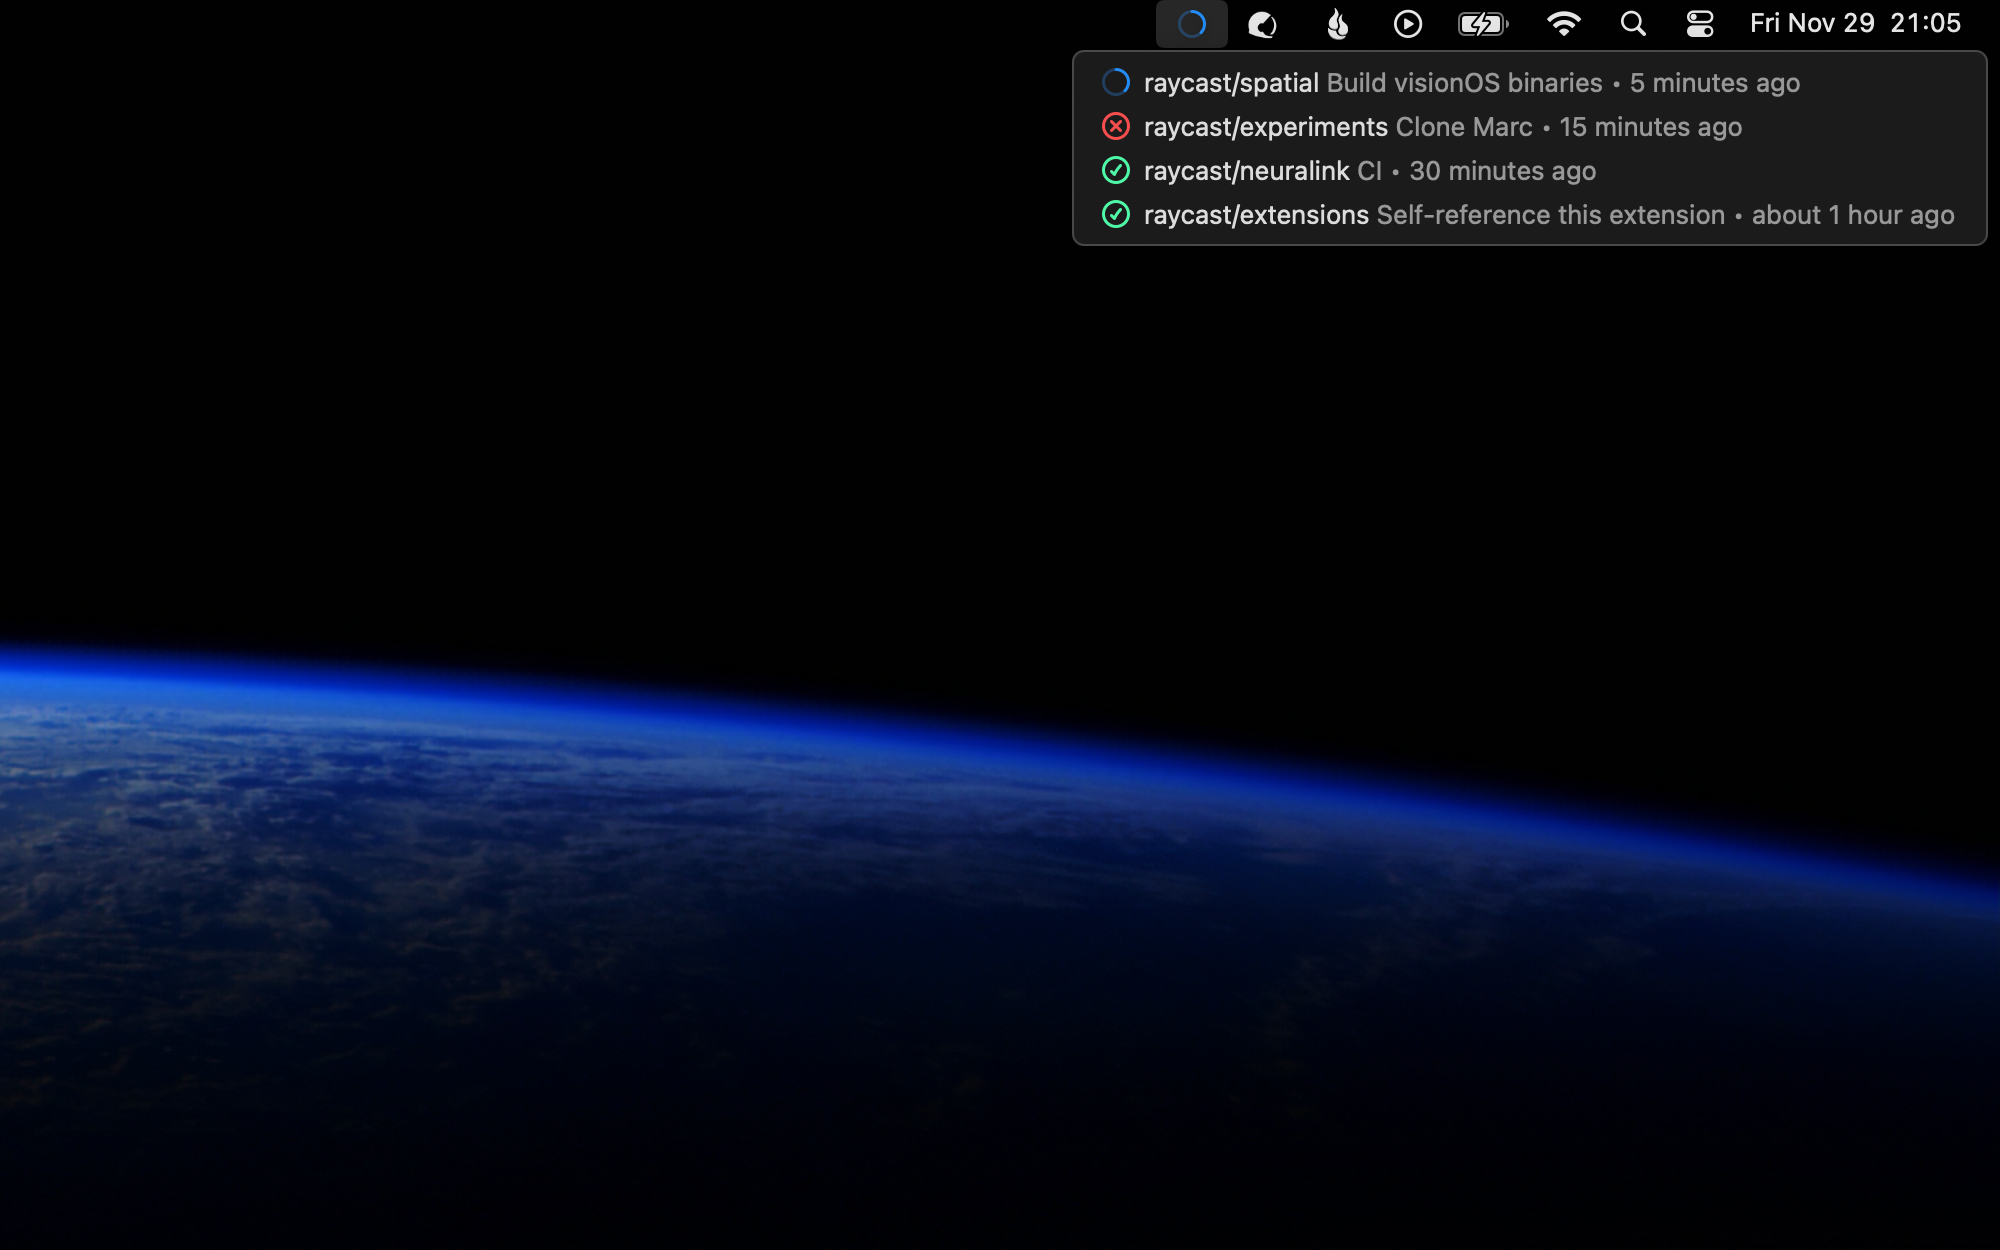 Fri Nov 29 21:05
raycast/spatial Build visionOS binaries • 5 minutes ago
raycast/experiments Clone Marc • 15 minutes ago
raycast/neuralink CI • 30 minutes ago
raycast/extensions Self-reference this extension • about 1 hour ago